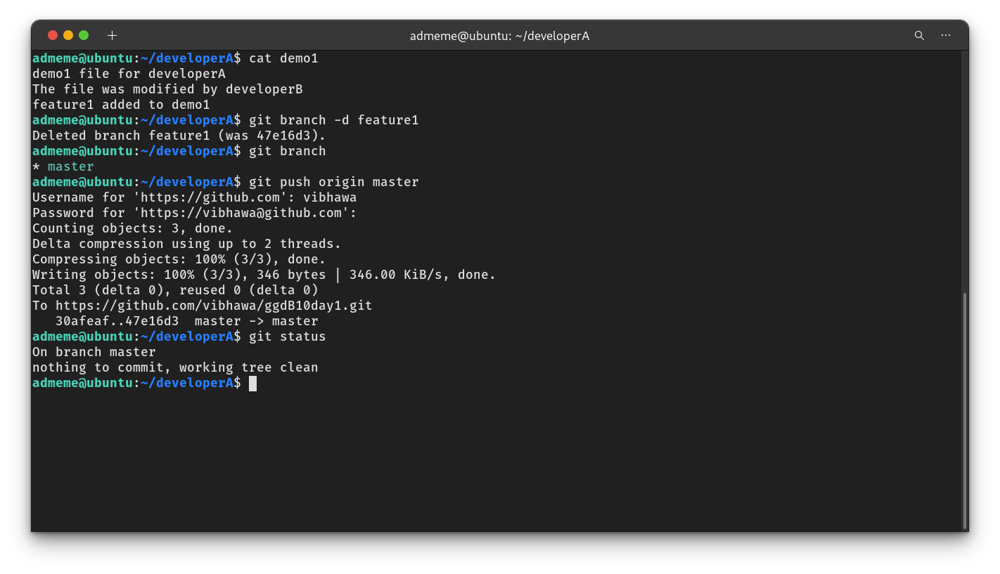 admeme@ubuntu: ~/developerA
admeme@ubuntu:~/developerA$ cat demo1
demo1 file for developerA
The file was modified by developerB
feature1 added to demo1
admeme@ubuntu:~/developerA$ git branch -d feature1
Deleted branch feature1 (was 47e16d3).
admeme@ubuntu:~/developerA$ git branch
* master
admeme@ubuntu:~/developerA$ git push origin master
Username for 'https://github.com': vibhawa
Password for 'https://vibhawa@github.com':
Counting objects: 3, done.
Delta compression using up to 2 threads.
Compressing objects: 100% (3/3), done.
Writing objects: 100% (3/3), 346 bytes | 346.00 KiB/s, done.
Total 3 (delta 0), reused 0 (delta 0)
To https://github.com/vibhawa/ggdB10day1.git
   30afeaf..47e16d3  master -> master
admeme@ubuntu:~/developerA$ git status
On branch master
nothing to commit, working tree clean
admeme@ubuntu:~/developerA$